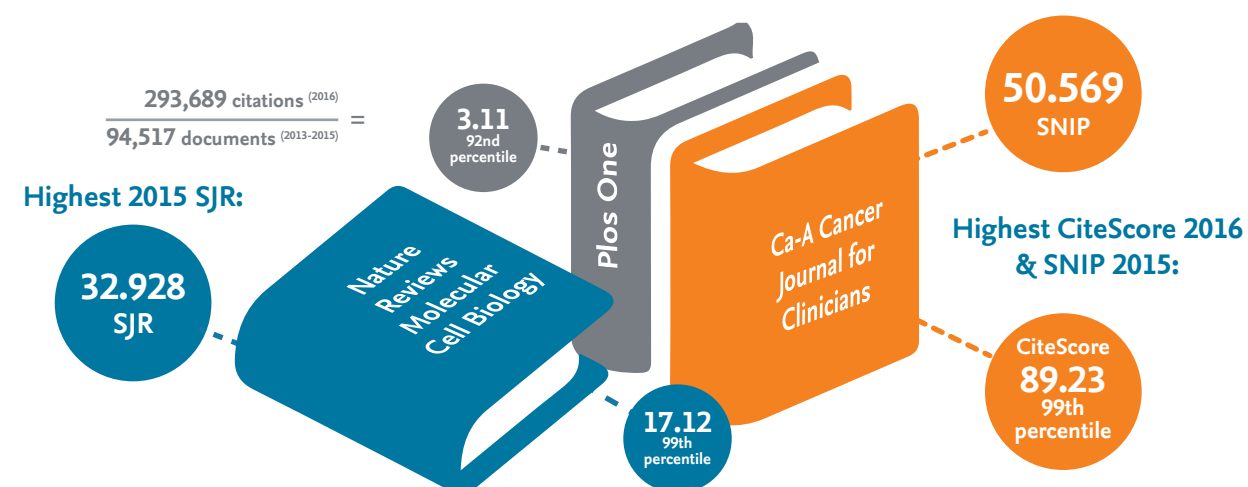 293,689 citations (2016)
94,517 documents (2013-2015)
=
3.11
92nd
percentile
Plos One
50.569
SNIP
Highest 2015 SJR:
32.928
SJR
Nature
Reviews
Molecular
Cell Biology
17.12
99th
percentile
Ca-A Cancer
Journal for
Clinicians
Highest CiteScore 2016
& SNIP 2015:
CiteScore
89.23
99th
percentile